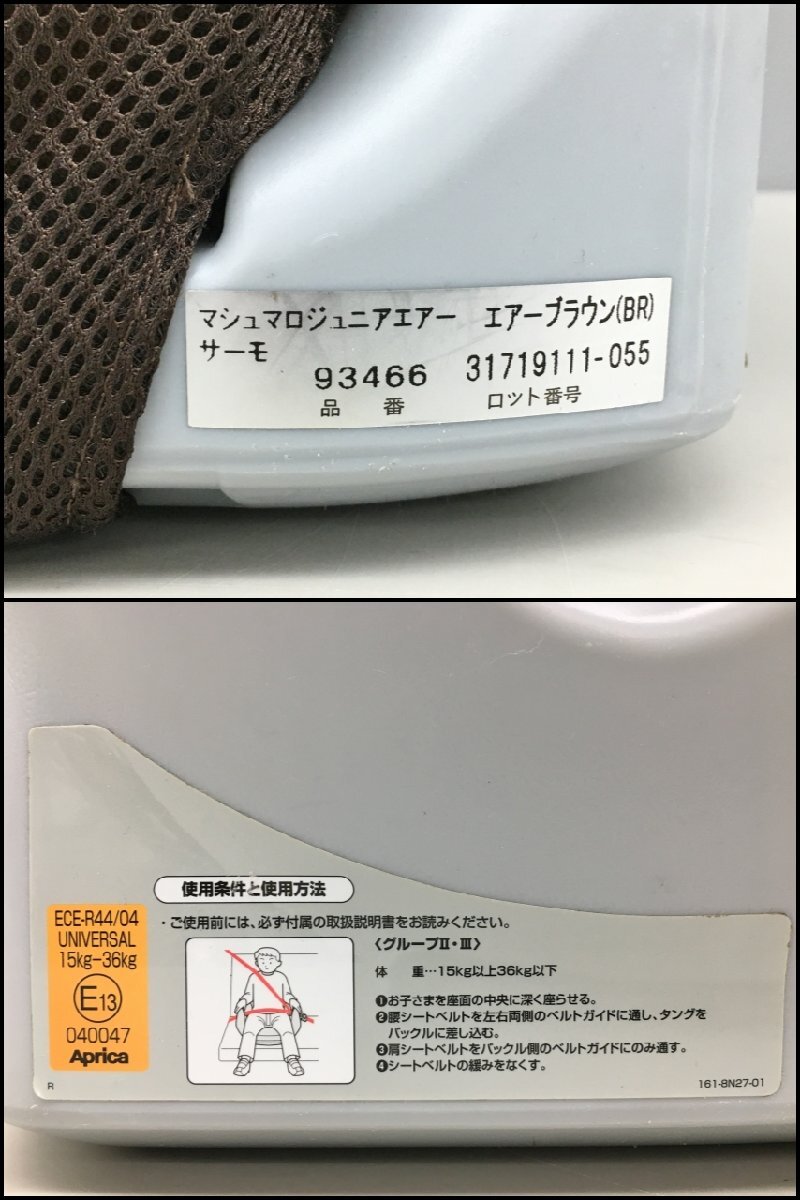 マシュマロジュニアエアー エアーブラウン(BR)
サーモ
93466 31719111-055
品 番 ロット番号
使用条件と使用方法
・ご使用前には、必ず付属の取扱説明書をお読みください。
ECE-R44/04
UNIVERSAL
15kg-36kg
E13
040047
Aprica
R
〈グループⅡ・Ⅲ〉
体 重…15kg以上36kg以下
❶お子さまを座面の中央に深く座らせる。
❷腰シートベルトを左右両側のベルトガイドに通し、タングを
バックルに差し込む。
❸肩シートベルトをバックル側のベルトガイドにのみ通す。
❹シートベルトの緩みをなくす。
161-8N27-01